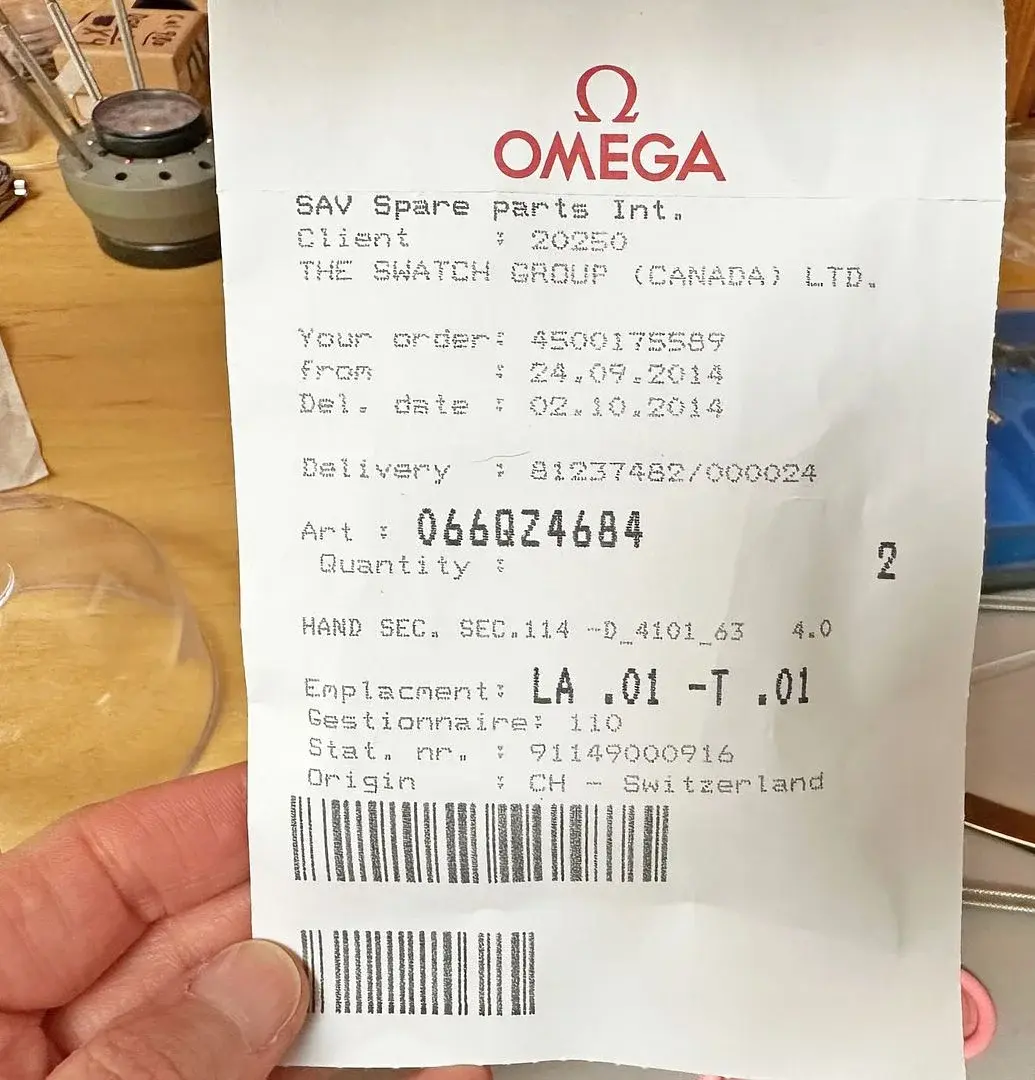 Ω
OMEGA
SAV Spare parts Int.
Client : 20250
THE SWATCH GROUP (CANADA) LTD.
Your order: 4500175589
from : 24.09.2014
Del. date : 02.10.2014
Delivery : 81237482/000024
Art : 066QZ4684
Quantity : 2
HAND SEC. SEC.114 -D_4101_63 4.0
Emplacment: LA .01 -T .01
Gestionnaire: 110
Stat. nr. : 91149000916
Origin : CH - Switzerland